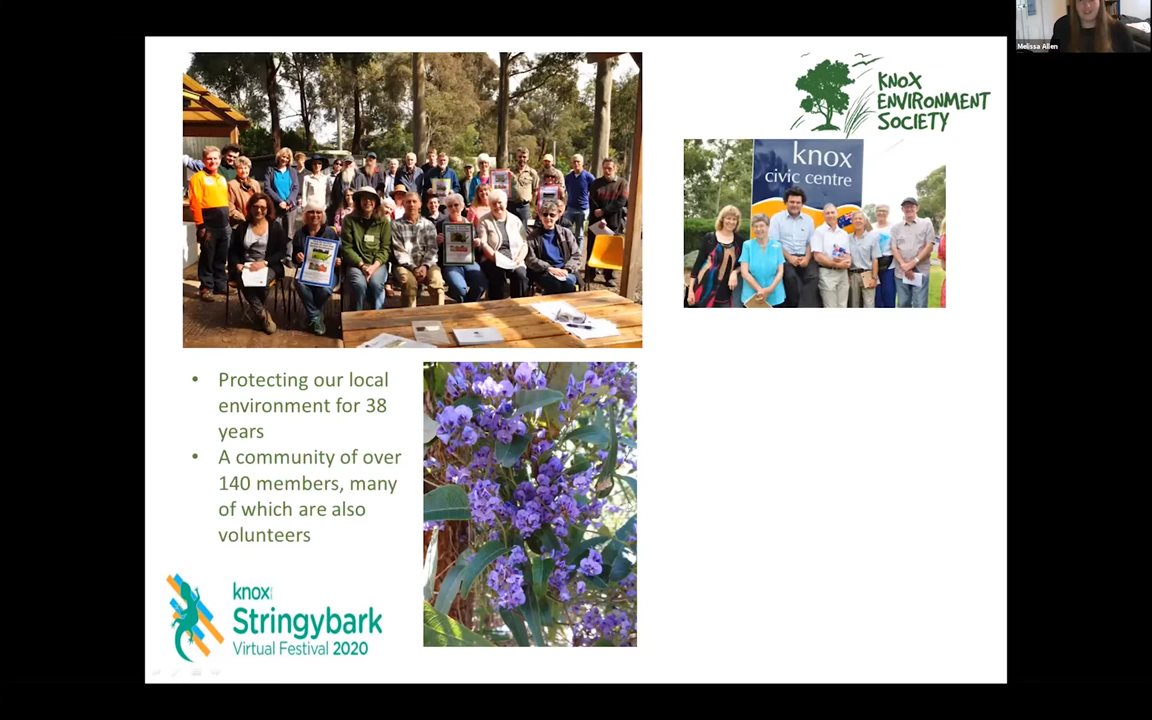 Melissa Allen
KNOX
ENVIRONMENT
SOCIETY
knox
civic centre
• Protecting our local
environment for 38
years
• A community of over
140 members, many
of which are also
volunteers
knox
Stringybark
Virtual Festival 2020